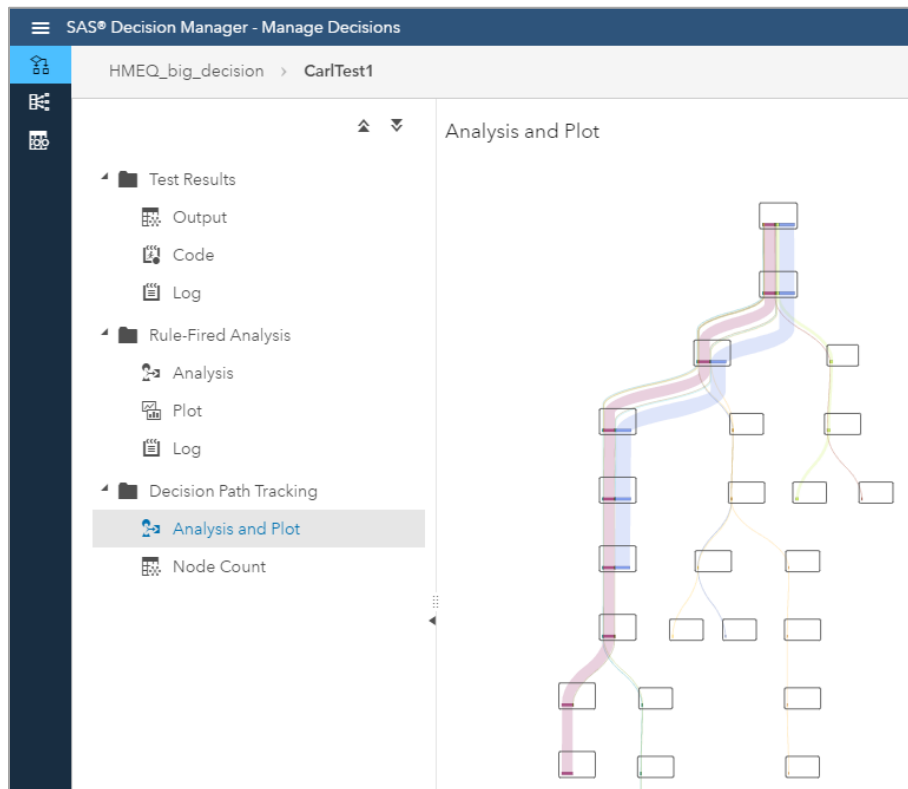 SAS® Decision Manager - Manage Decisions
HMEQ_big_decision > CarlTest1
Analysis and Plot
Test Results
Output
Code
Log
Rule-Fired Analysis
Analysis
Plot
Log
Decision Path Tracking
Analysis and Plot
Node Count